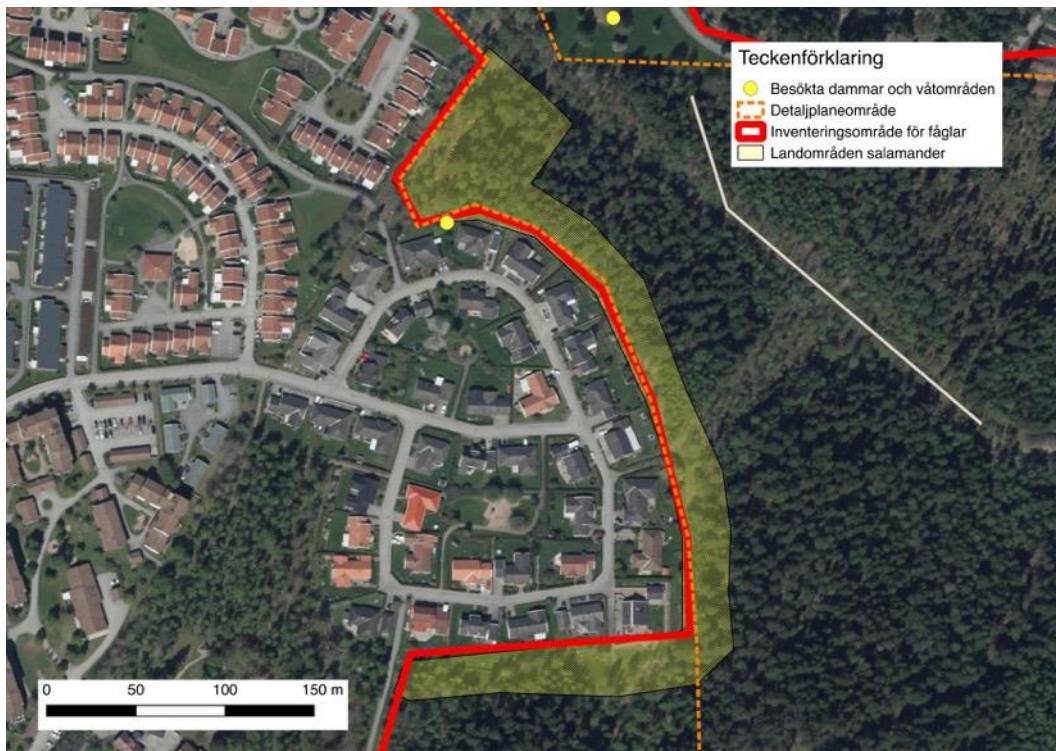 Teckenförklaring
Besökta dammar och våtområden
Detaljplaneområde
Inventeringsområde för fåglar
Landområden salamander
0 50 100 150 m